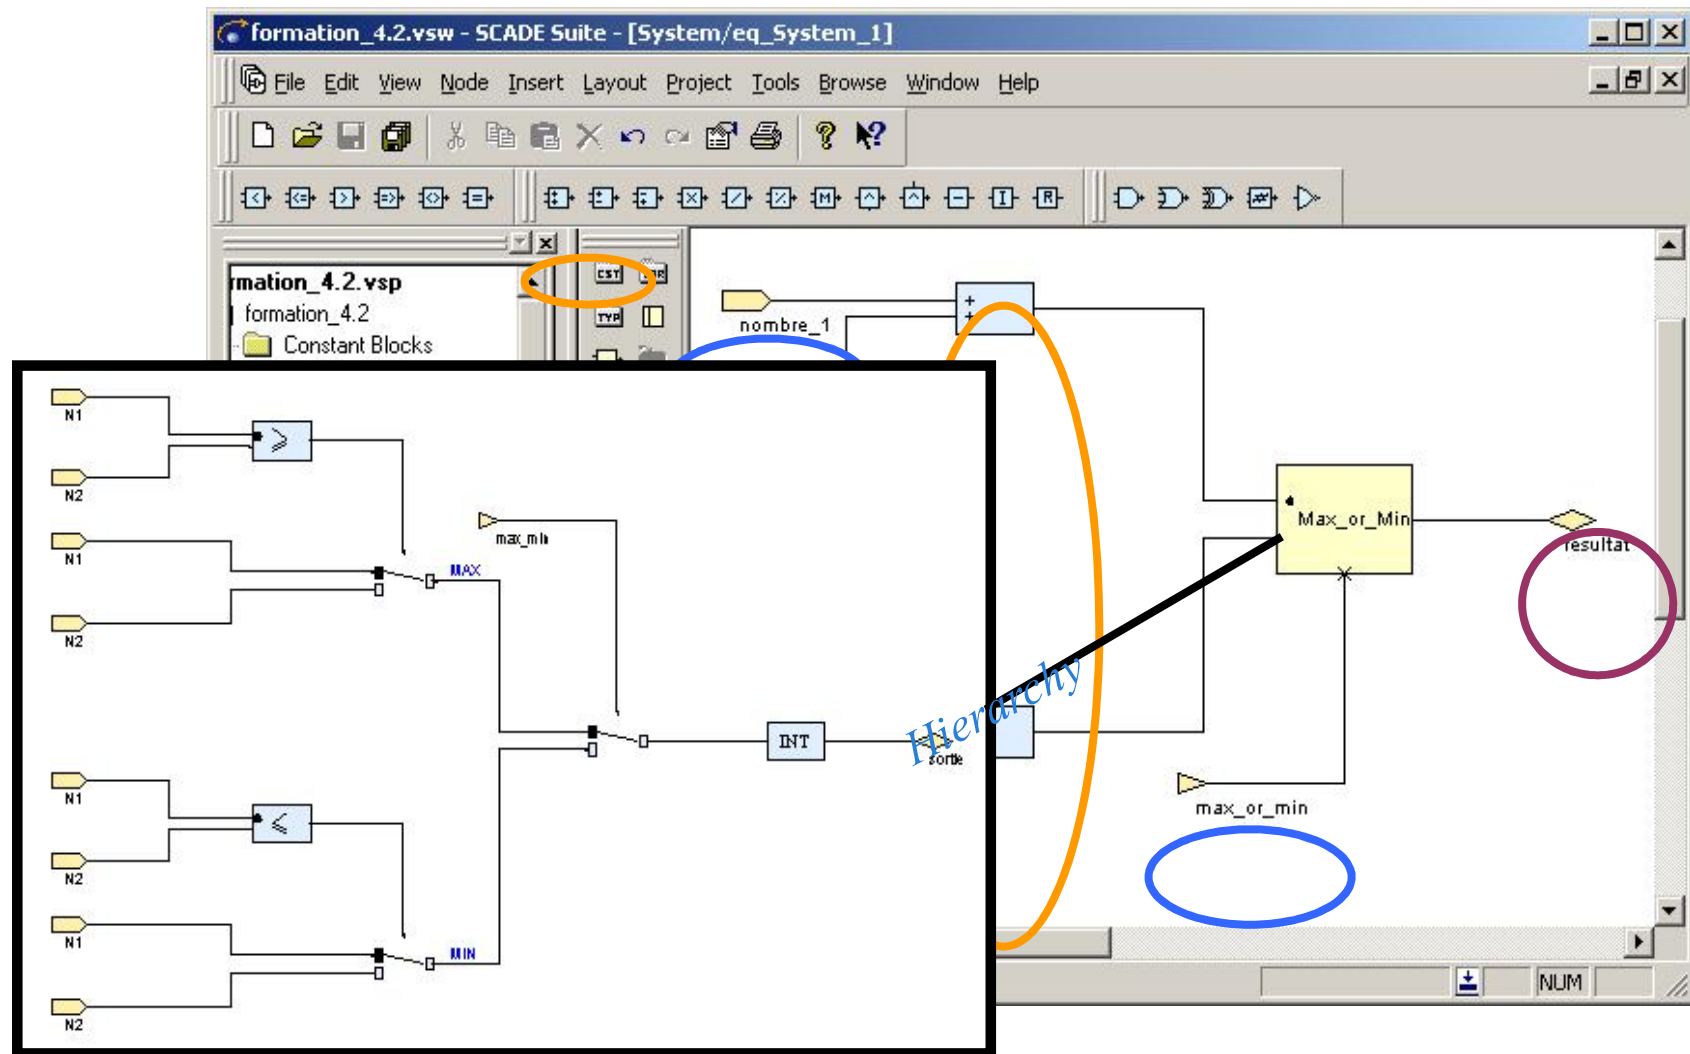 formation_4.2.vsw - SCADE Suite - [System/eq_System_1]
File Edit View Node Insert Layout Project Tools Browse Window Help
rmation_4.2.vsp
formation_4.2
Constant Blocks
CST
TYP
nombre_1
+
+
Max_or_Min
resultat
max_or_min
Hierarchy
N1
N2
≥
N1
N2
MAX
max_min
INT
sortie
N1
N2
≤
N1
N2
MIN
NUM